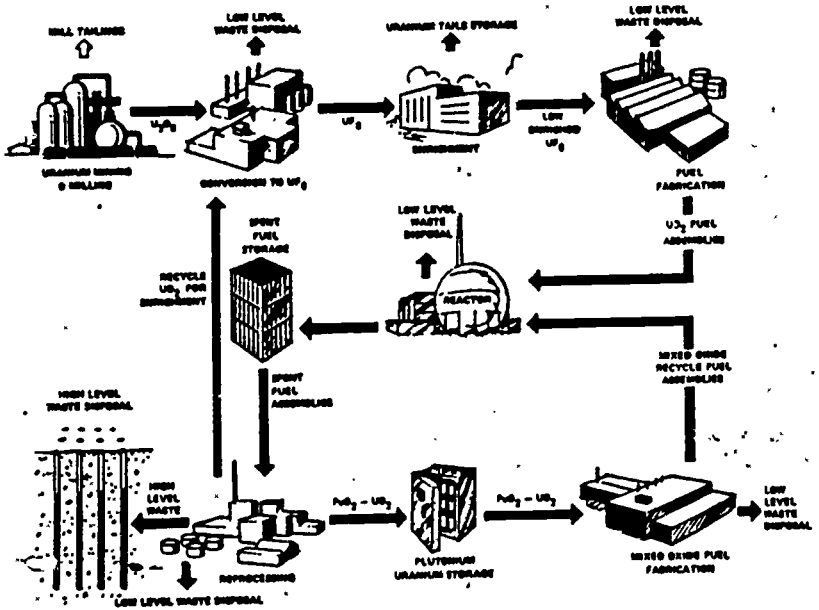 MILL TAILINGS
LOW LEVEL
WASTE DISPOSAL
URANIUM TAILS STORAGE
LOW LEVEL
WASTE DISPOSAL
U3O8
UF6
LOW
ENRICHED
UF6
URANIUM MINING
& MILLING
CONVERSION TO UF6
ENRICHMENT
FUEL
FABRICATION
SPENT
FUEL
STORAGE
LOW LEVEL
WASTE
DISPOSAL
UO2 FUEL
ASSEMBLIES
RECYCLE
UO2 FOR
ENRICHMENT
REACTOR
MIXED OXIDE
RECYCLE FUEL
ASSEMBLIES
SPENT
FUEL
ASSEMBLIES
HIGH LEVEL
WASTE DISPOSAL
HIGH
LEVEL
WASTE
PuO2 - UO2
PuO2 - UO2
LOW
LEVEL
WASTE
DISPOSAL
REPROCESSING
PLUTONIUM
URANIUM STORAGE
MIXED OXIDE FUEL
FABRICATION
LOW LEVEL WASTE DISPOSAL